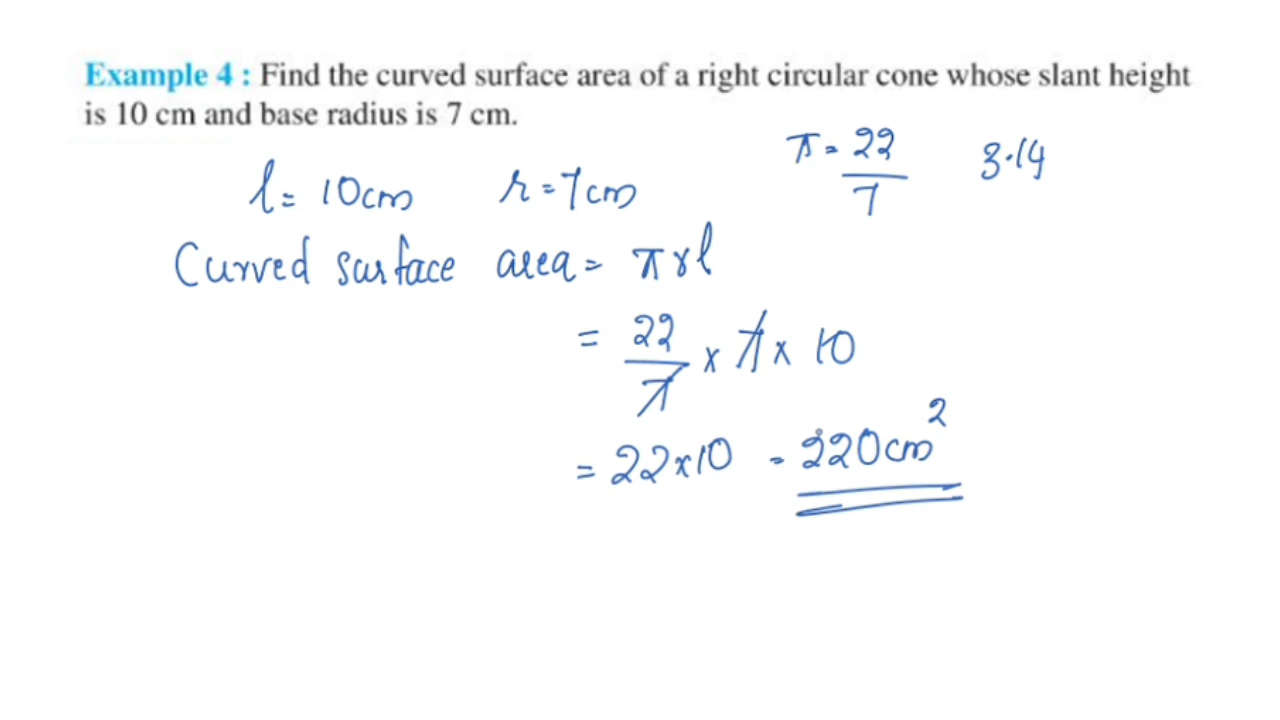 Example 4 : Find the curved surface area of a right circular cone whose slant height
is 10 cm and base radius is 7 cm.
π = 22/7 3.14
l = 10cm r = 7cm
Curved surface area = πrl
= 22/7 × 7 × 10
= 22×10 = 220cm²